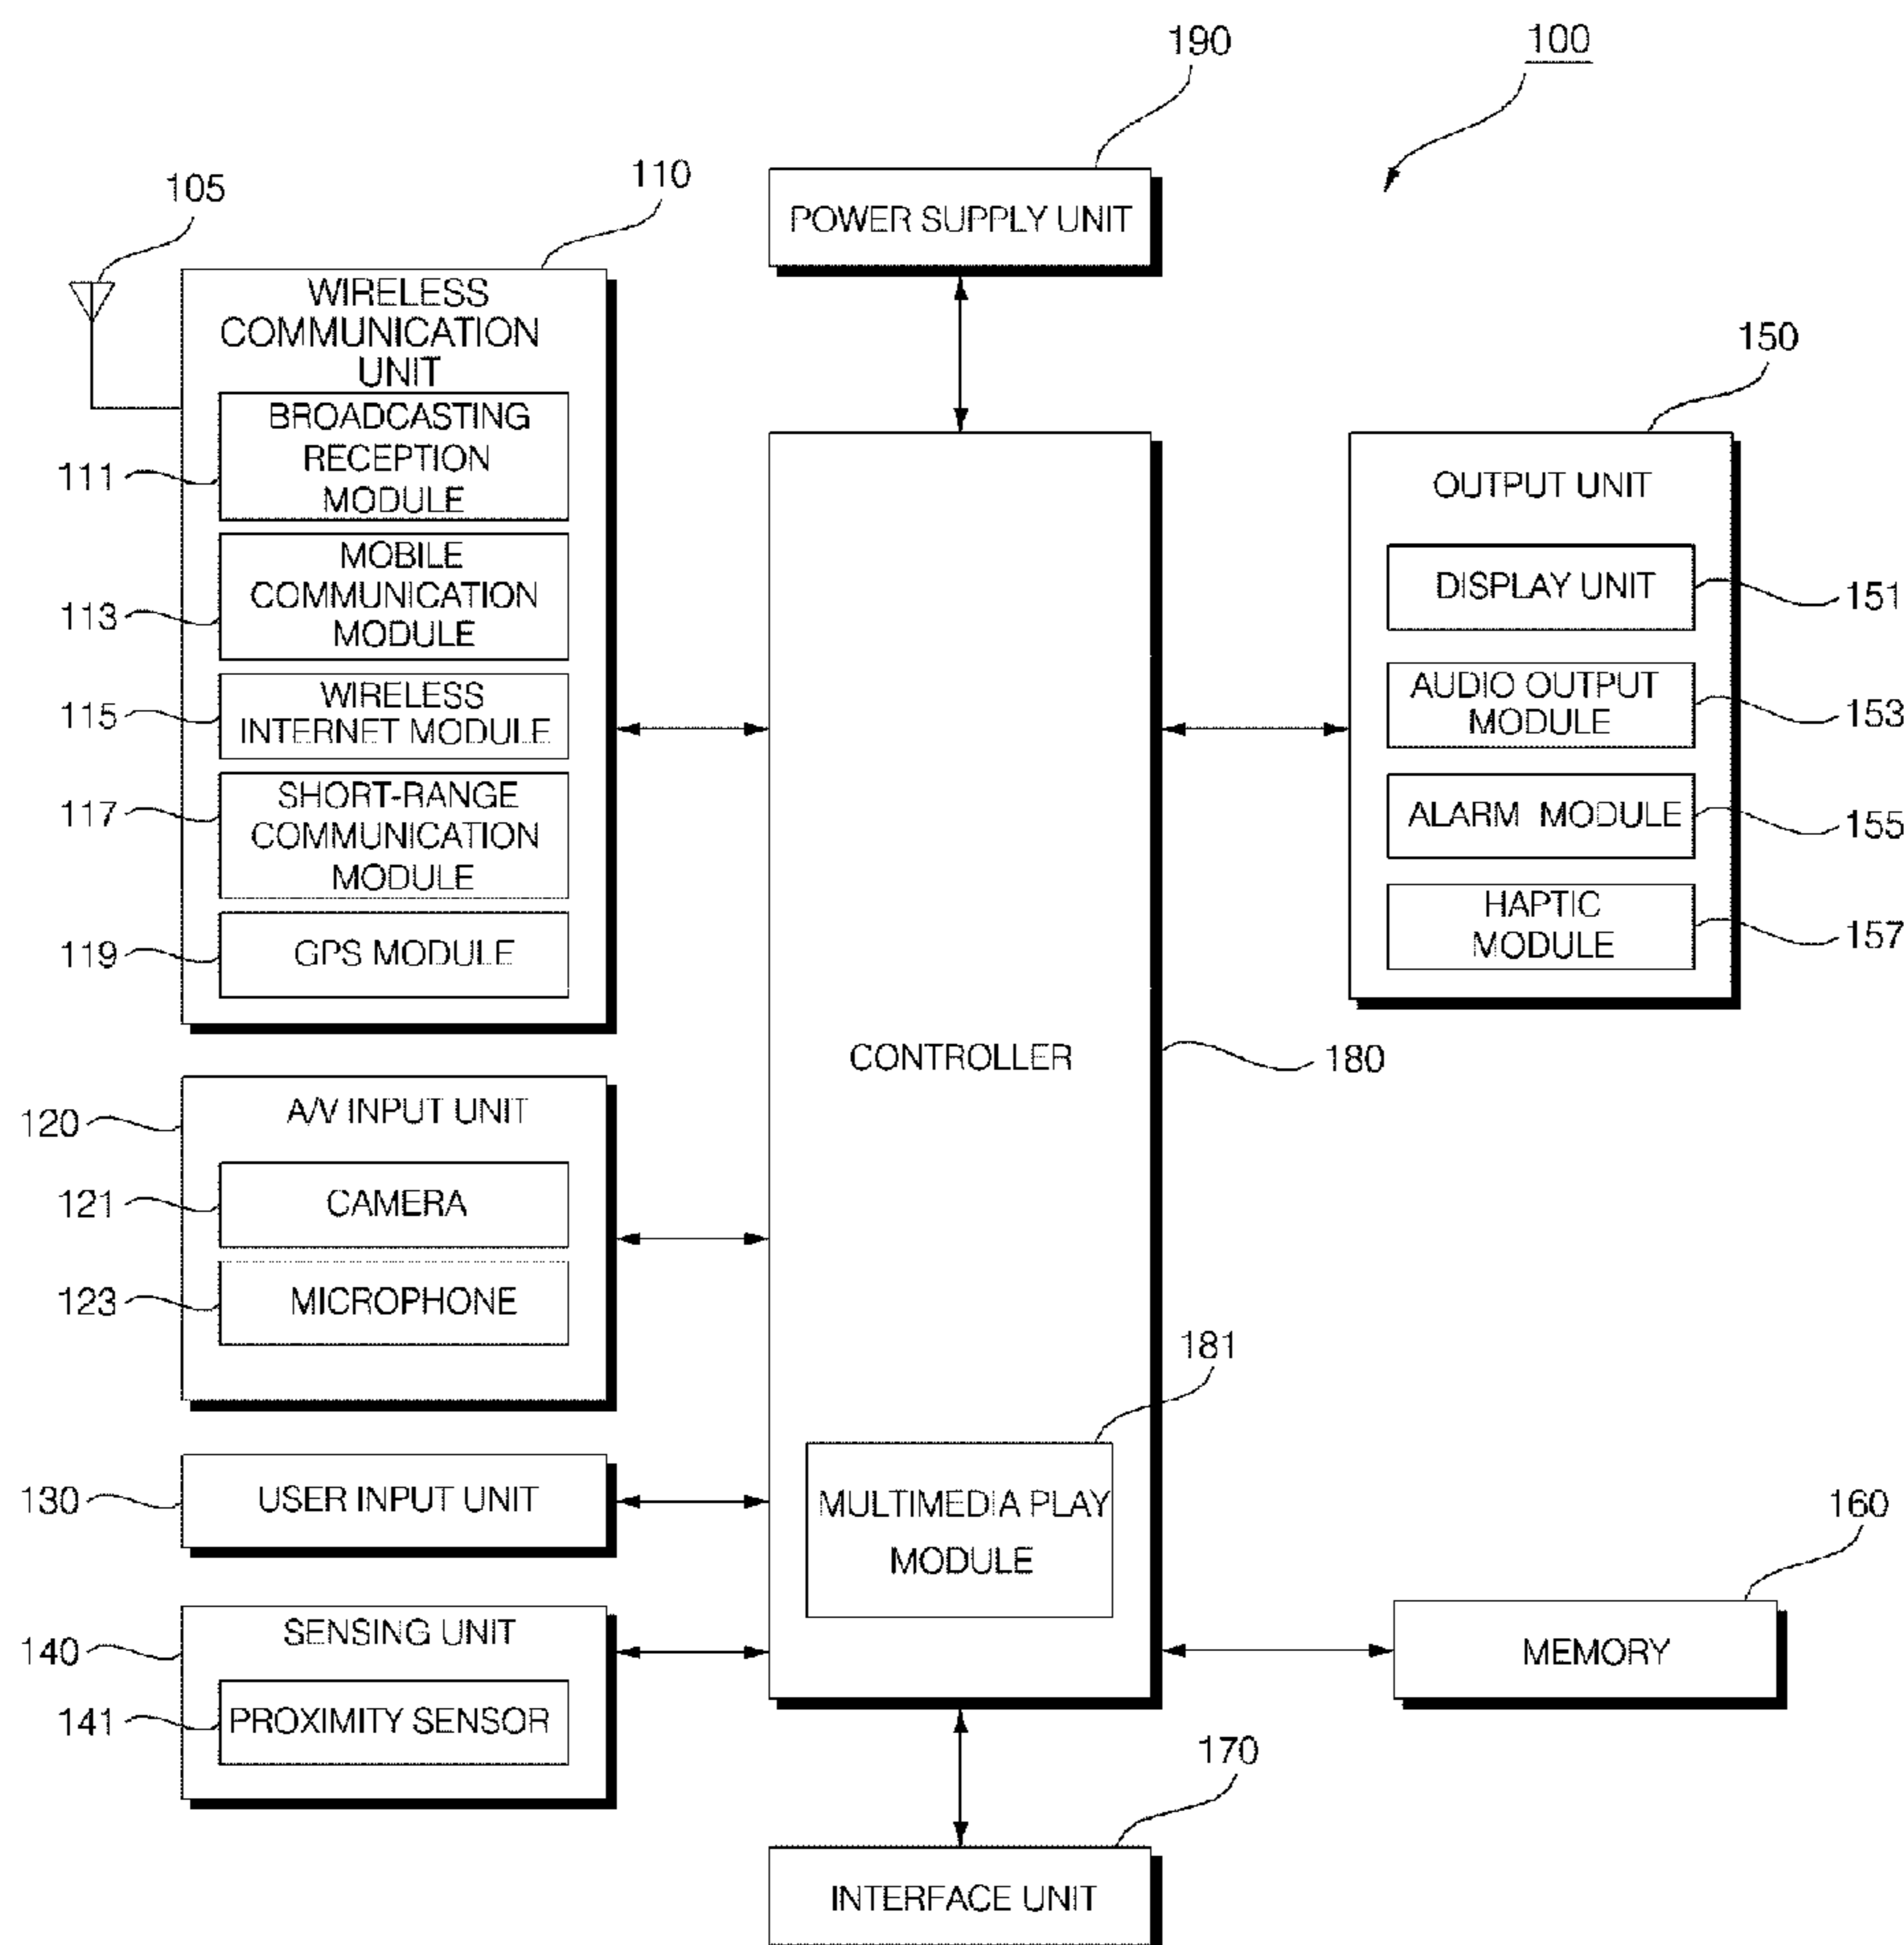 190
100
105
110
POWER SUPPLY UNIT
WIRELESS
COMMUNICATION
UNIT
150
BROADCASTING
RECEPTION
MODULE
111
OUTPUT UNIT
MOBILE
COMMUNICATION
MODULE
113
DISPLAY UNIT
151
WIRELESS
INTERNET MODULE
115
AUDIO OUTPUT
MODULE
153
SHORT-RANGE
COMMUNICATION
MODULE
117
ALARM MODULE
155
GPS MODULE
119
HAPTIC
MODULE
157
CONTROLLER
180
A/V INPUT UNIT
120
CAMERA
121
MICROPHONE
123
181
USER INPUT UNIT
130
MULTIMEDIA PLAY
MODULE
160
SENSING UNIT
140
MEMORY
PROXIMITY SENSOR
141
170
INTERFACE UNIT